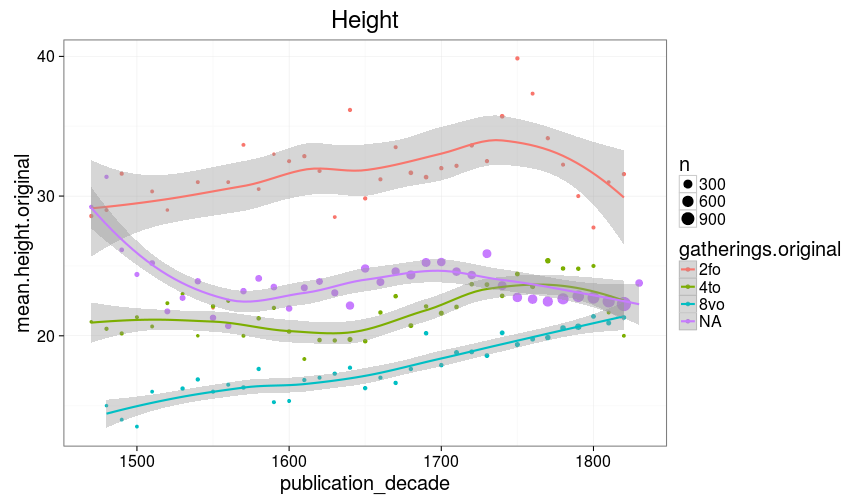 Height
40
30
20
mean.height.original
1500
1600
1700
1800
publication_decade
n
300
600
900
gatherings.original
2fo
4to
8vo
NA